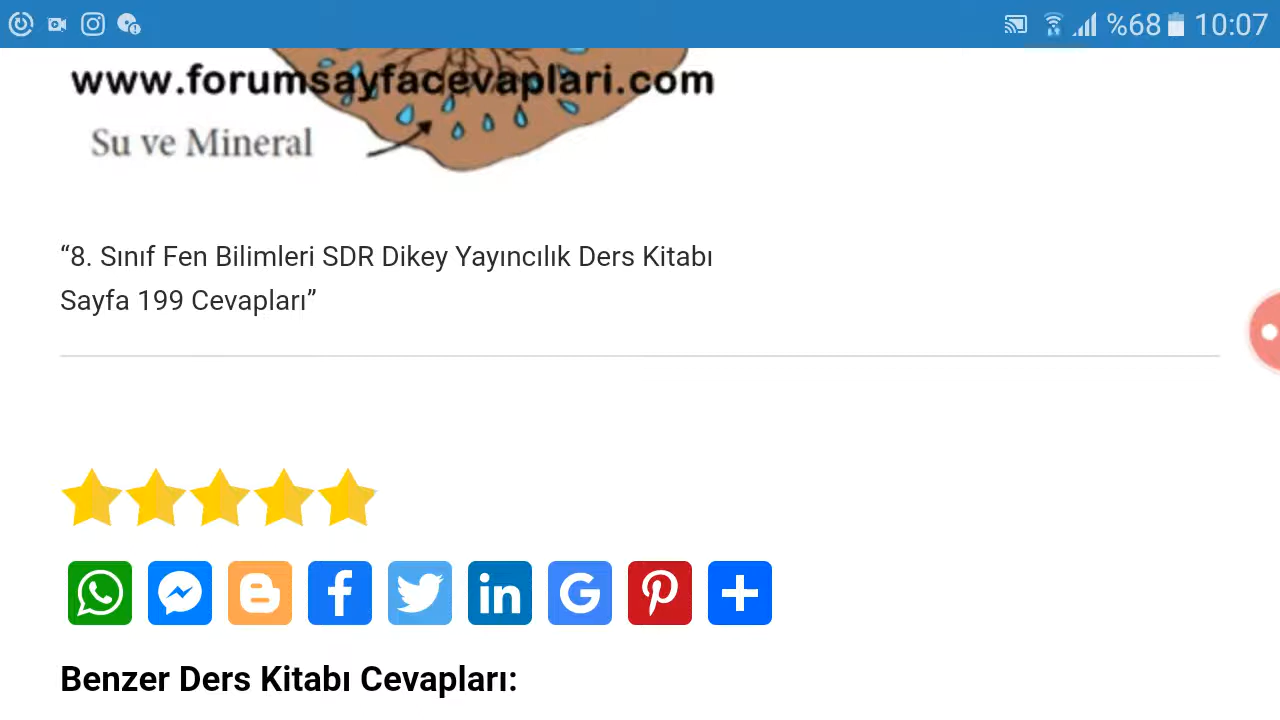 %68 10:07
www.forumsayfacevaplari.com
Su ve Mineral
“8. Sınıf Fen Bilimleri SDR Dikey Yayıncılık Ders Kitabı
Sayfa 199 Cevapları”
Benzer Ders Kitabı Cevapları: